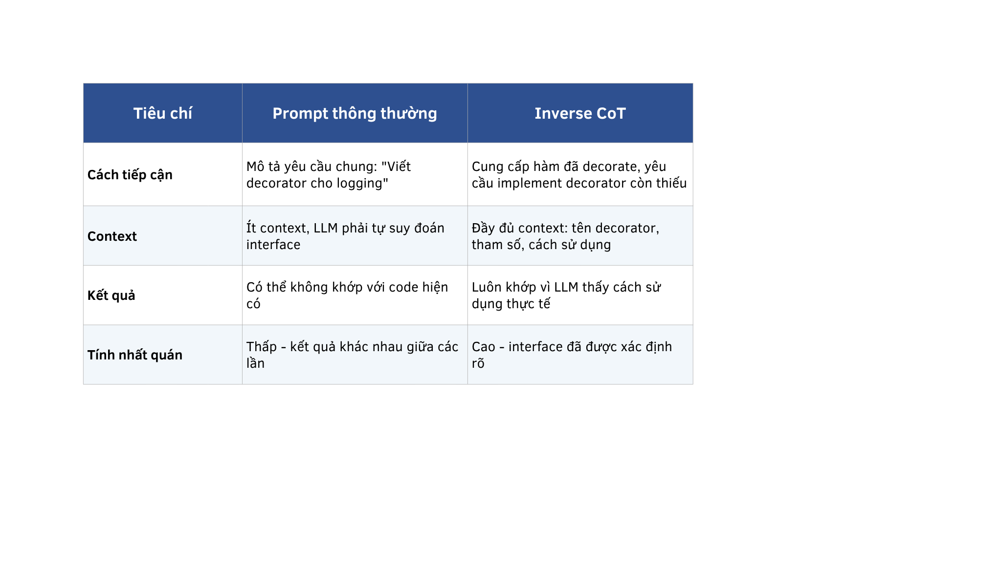 Tiêu chí
Prompt thông thường
Inverse CoT
Cách tiếp cận
Mô tả yêu cầu chung: "Viết
decorator cho logging"
Cung cấp hàm đã decorate, yêu
cầu implement decorator còn thiếu
Context
Ít context, LLM phải tự suy đoán
interface
Đầy đủ context: tên decorator,
tham số, cách sử dụng
Kết quả
Có thể không khớp với code hiện
có
Luôn khớp vì LLM thấy cách sử
dụng thực tế
Tính nhất quán
Thấp - kết quả khác nhau giữa các
lần
Cao - interface đã được xác định
rõ